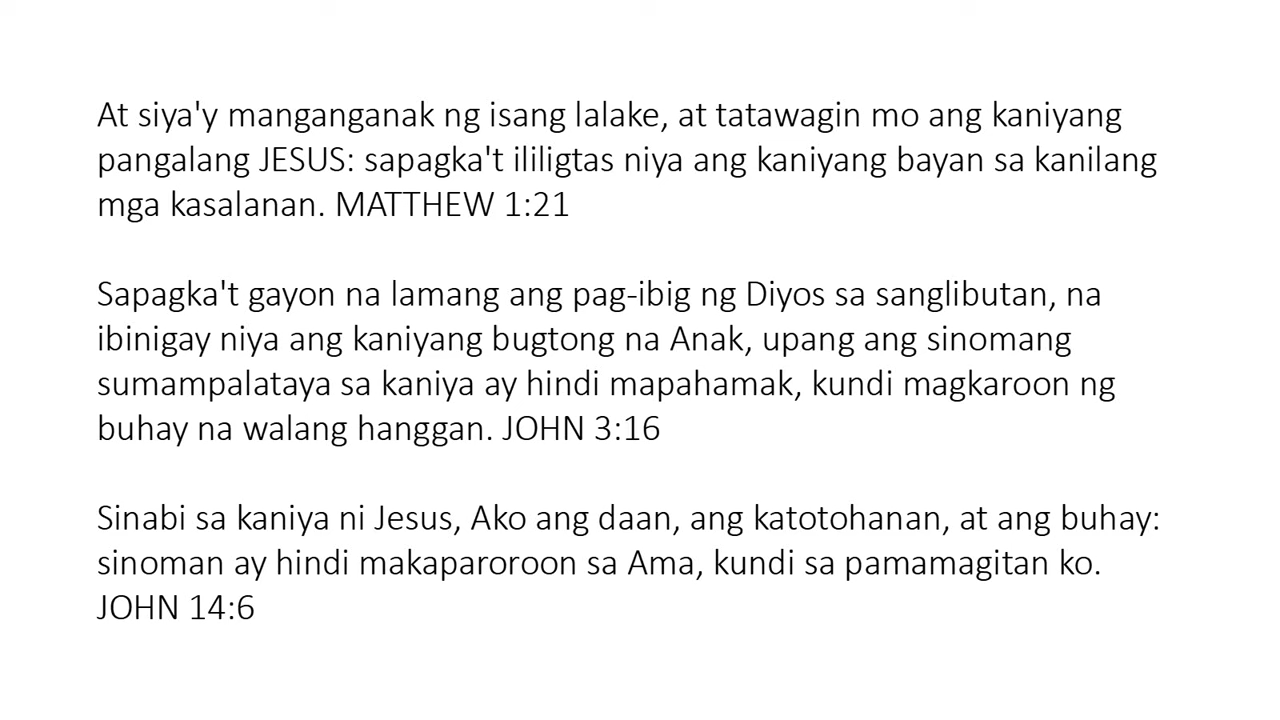 At siya'y manganganak ng isang lalake, at tatawagin mo ang kaniyang
pangalang JESUS: sapagka't ililigtas niya ang kaniyang bayan sa kanilang
mga kasalanan. MATTHEW 1:21
Sapagka't gayon na lamang ang pag-ibig ng Diyos sa sanglibutan, na
ibinigay niya ang kaniyang bugtong na Anak, upang ang sinomang
sumampalataya sa kaniya ay hindi mapahamak, kundi magkaroon ng
buhay na walang hanggan. JOHN 3:16
Sinabi sa kaniya ni Jesus, Ako ang daan, ang katotohanan, at ang buhay:
sinoman ay hindi makaparoroon sa Ama, kundi sa pamamagitan ko.
JOHN 14:6